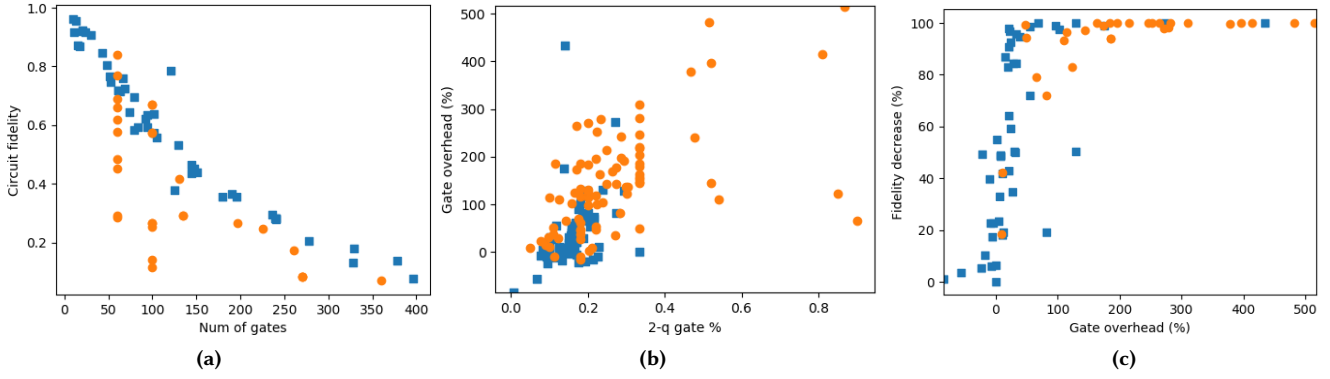 1.0
0.8
0.6
0.4
0.2
Circuit fidelity
0 50 100 150 200 250 300 350 400
Num of gates
(a)
500
400
300
200
100
0
Gate overhead (%)
0.0 0.2 0.4 0.6 0.8
2-q gate %
(b)
100
80
60
40
20
0
Fidelity decrease (%)
0 100 200 300 400 500
Gate overhead (%)
(c)